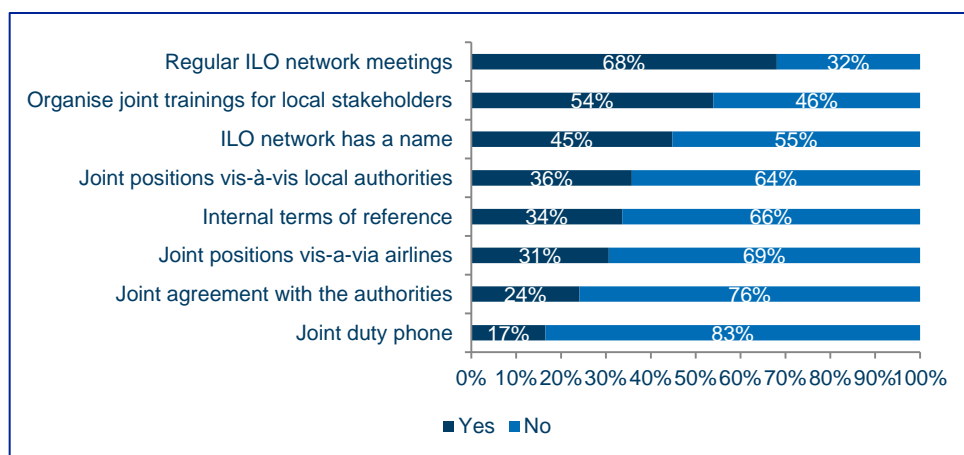 Regular ILO network meetings 68% 32%
Organise joint trainings for local stakeholders 54% 46%
ILO network has a name 45% 55%
Joint positions vis-à-vis local authorities 36% 64%
Internal terms of reference 34% 66%
Joint positions vis-a-via airlines 31% 69%
Joint agreement with the authorities 24% 76%
Joint duty phone 17% 83%
0% 10% 20% 30% 40% 50% 60% 70% 80% 90% 100%
Yes No